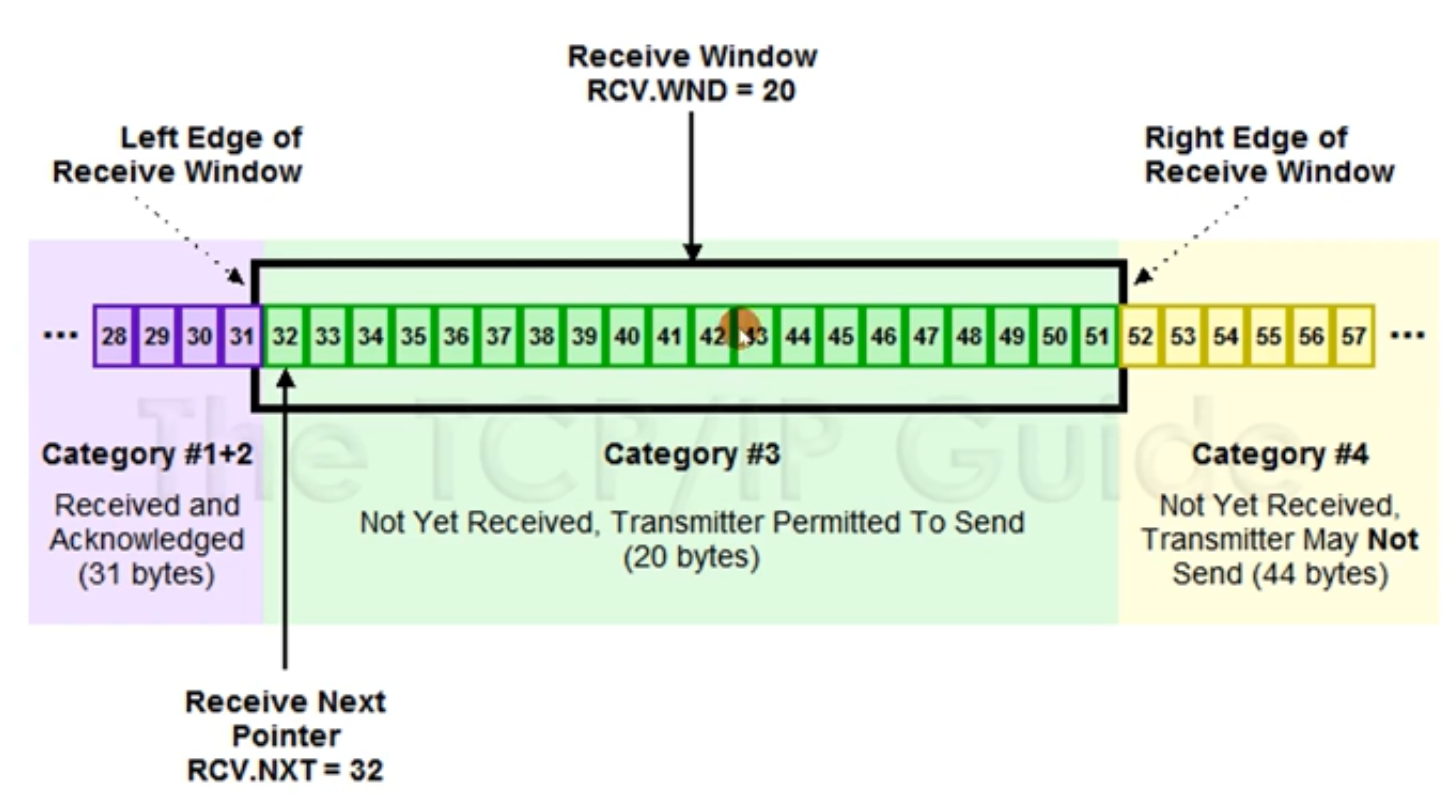 Receive Window
RCV.WND = 20
Left Edge of
Receive Window
Right Edge of
Receive Window
... 28 29 30 31 32 33 34 35 36 37 38 39 40 41 42 43 44 45 46 47 48 49 50 51 52 53 54 55 56 57 ...
The TCP/IP Guide
Category #1+2
Received and
Acknowledged
(31 bytes)
Category #3
Not Yet Received, Transmitter Permitted To Send
(20 bytes)
Category #4
Not Yet Received,
Transmitter May Not
Send (44 bytes)
Receive Next
Pointer
RCV.NXT = 32